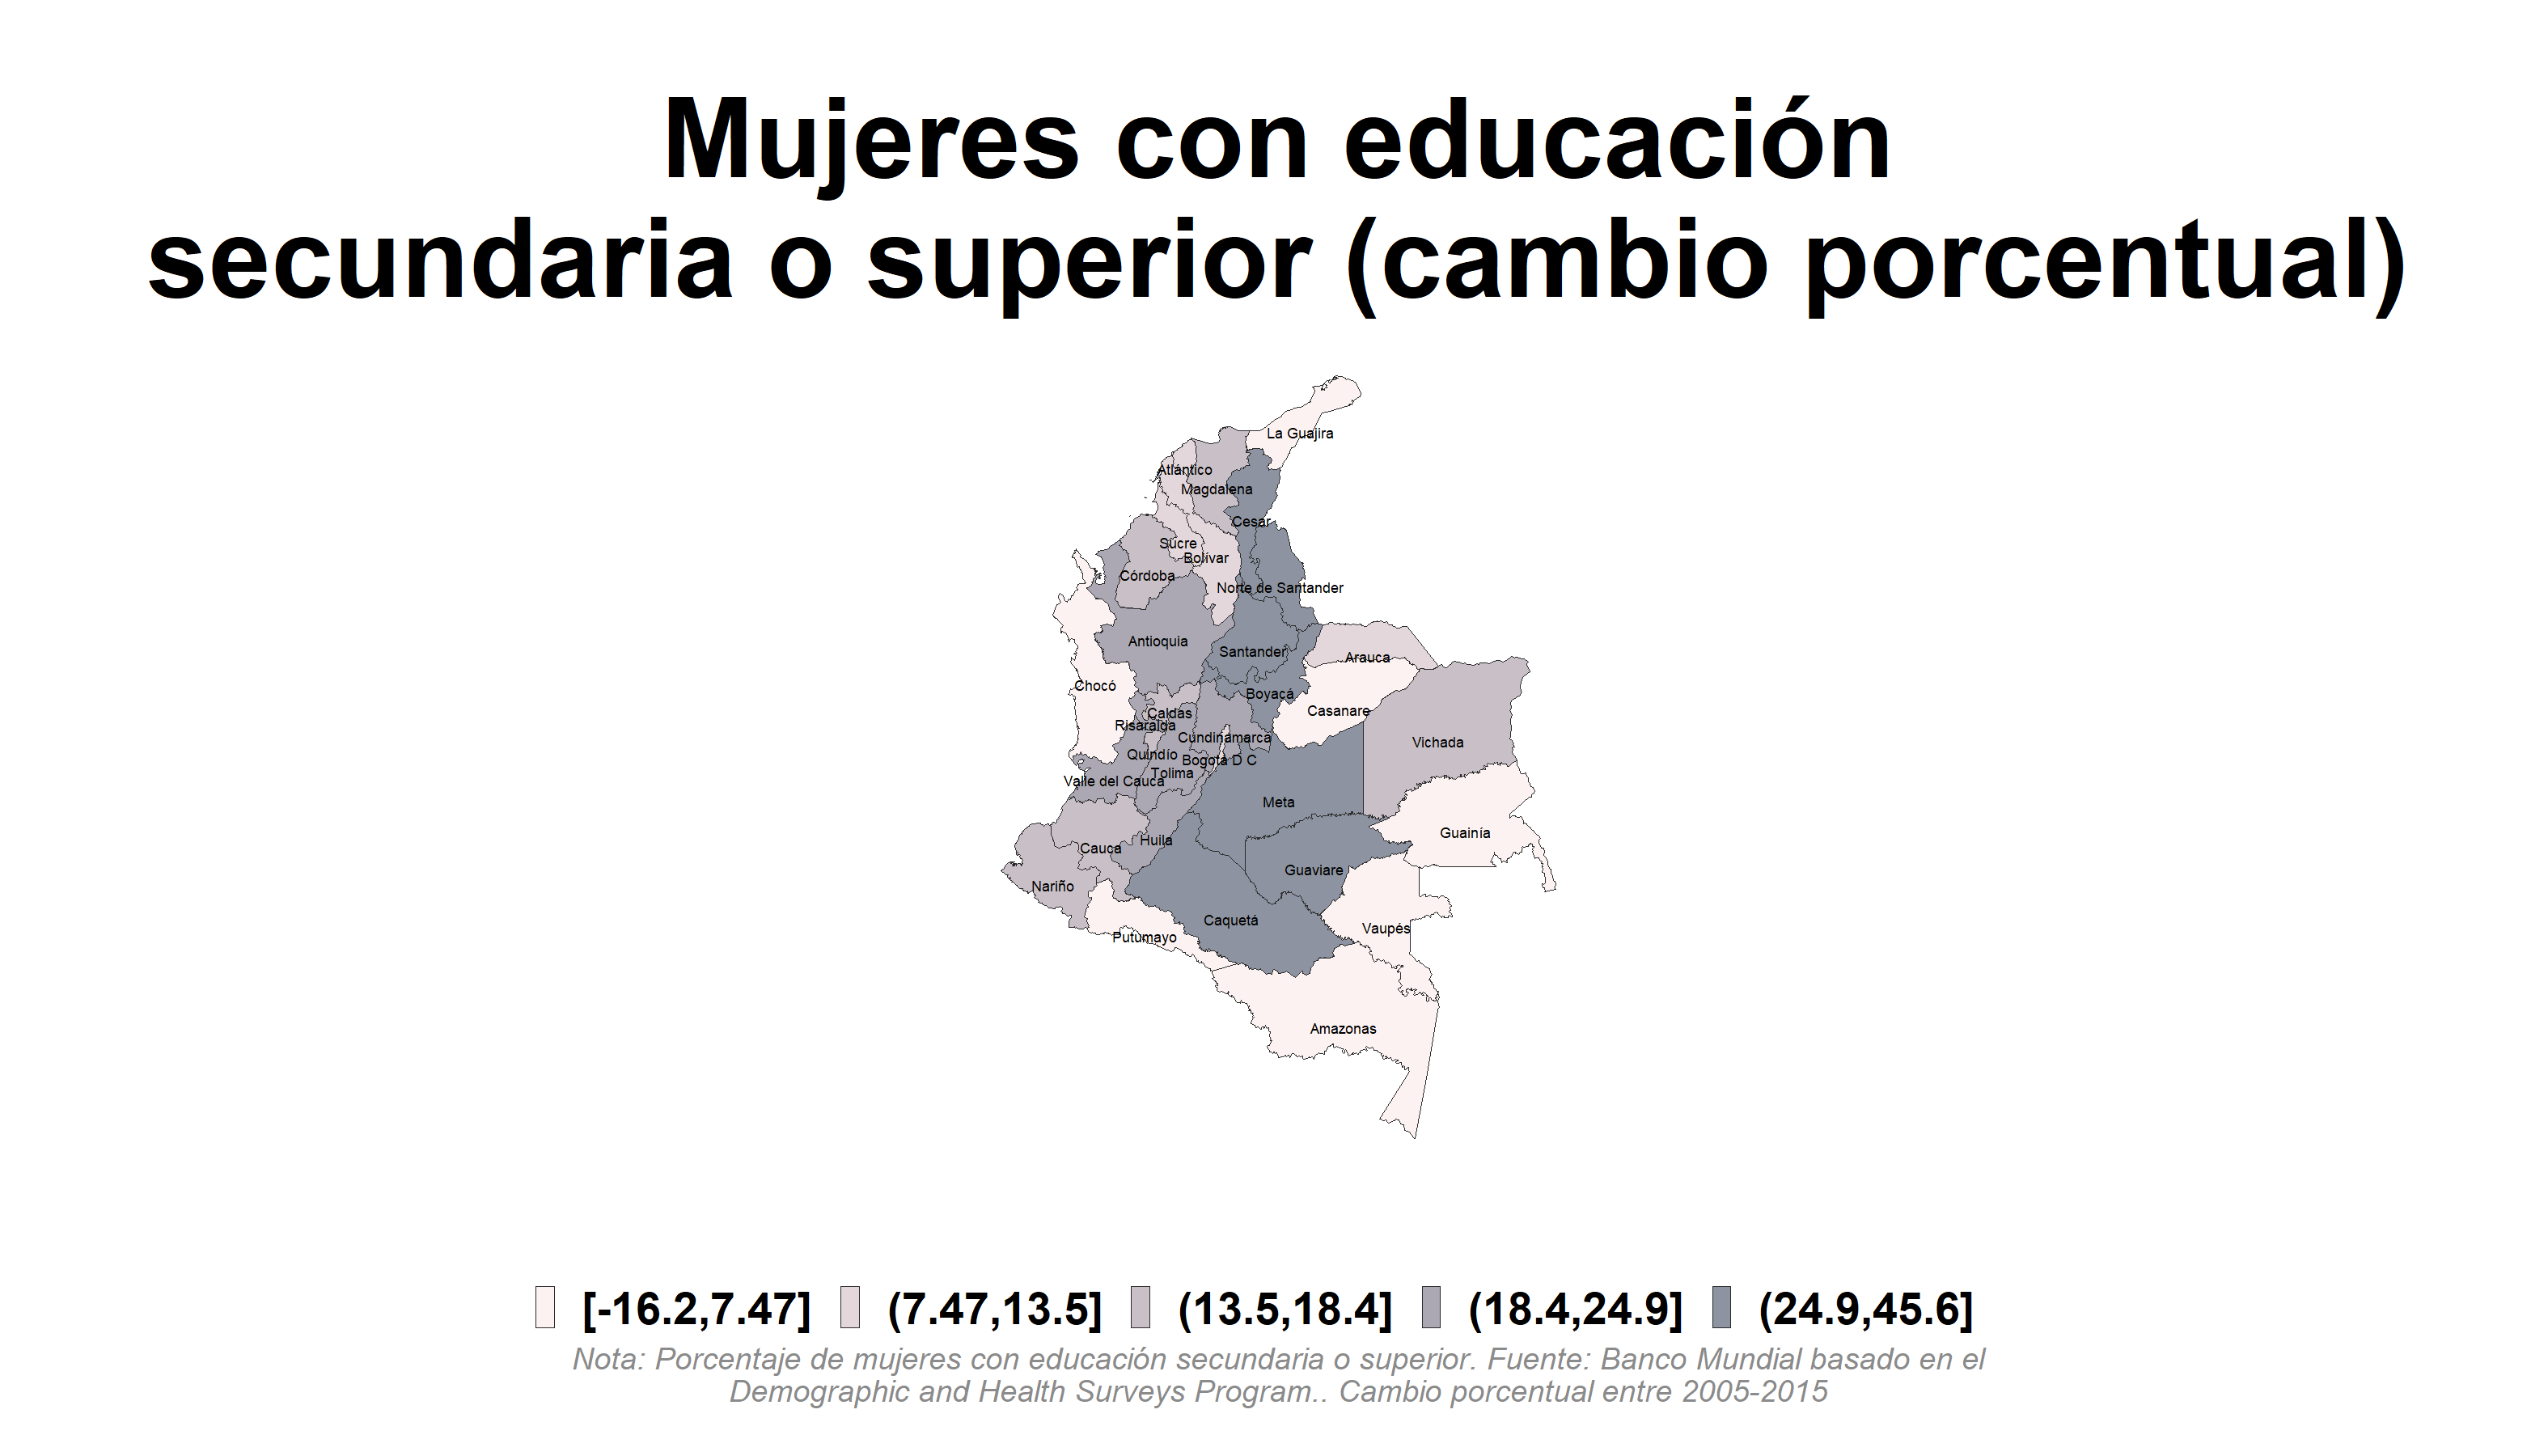 Mujeres con educación
secundaria o superior (cambio porcentual)
La Guajira
Atlántico
Magdalena
Cesar
Sucre
Bolívar
Córdoba
Norte de Santander
Antioquia
Santander
Arauca
Chocó
Boyacá
Casanare
Caldas
Risaralda
Cundinamarca
Vichada
Quindío
Bogotá D C
Tolima
Valle del Cauca
Meta
Guainía
Huila
Cauca
Guaviare
Nariño
Caquetá
Vaupés
Putumayo
Amazonas
[-16.2,7.47] (7.47,13.5] (13.5,18.4] (18.4,24.9] (24.9,45.6]
Nota: Porcentaje de mujeres con educación secundaria o superior. Fuente: Banco Mundial basado en el
Demographic and Health Surveys Program.. Cambio porcentual entre 2005-2015